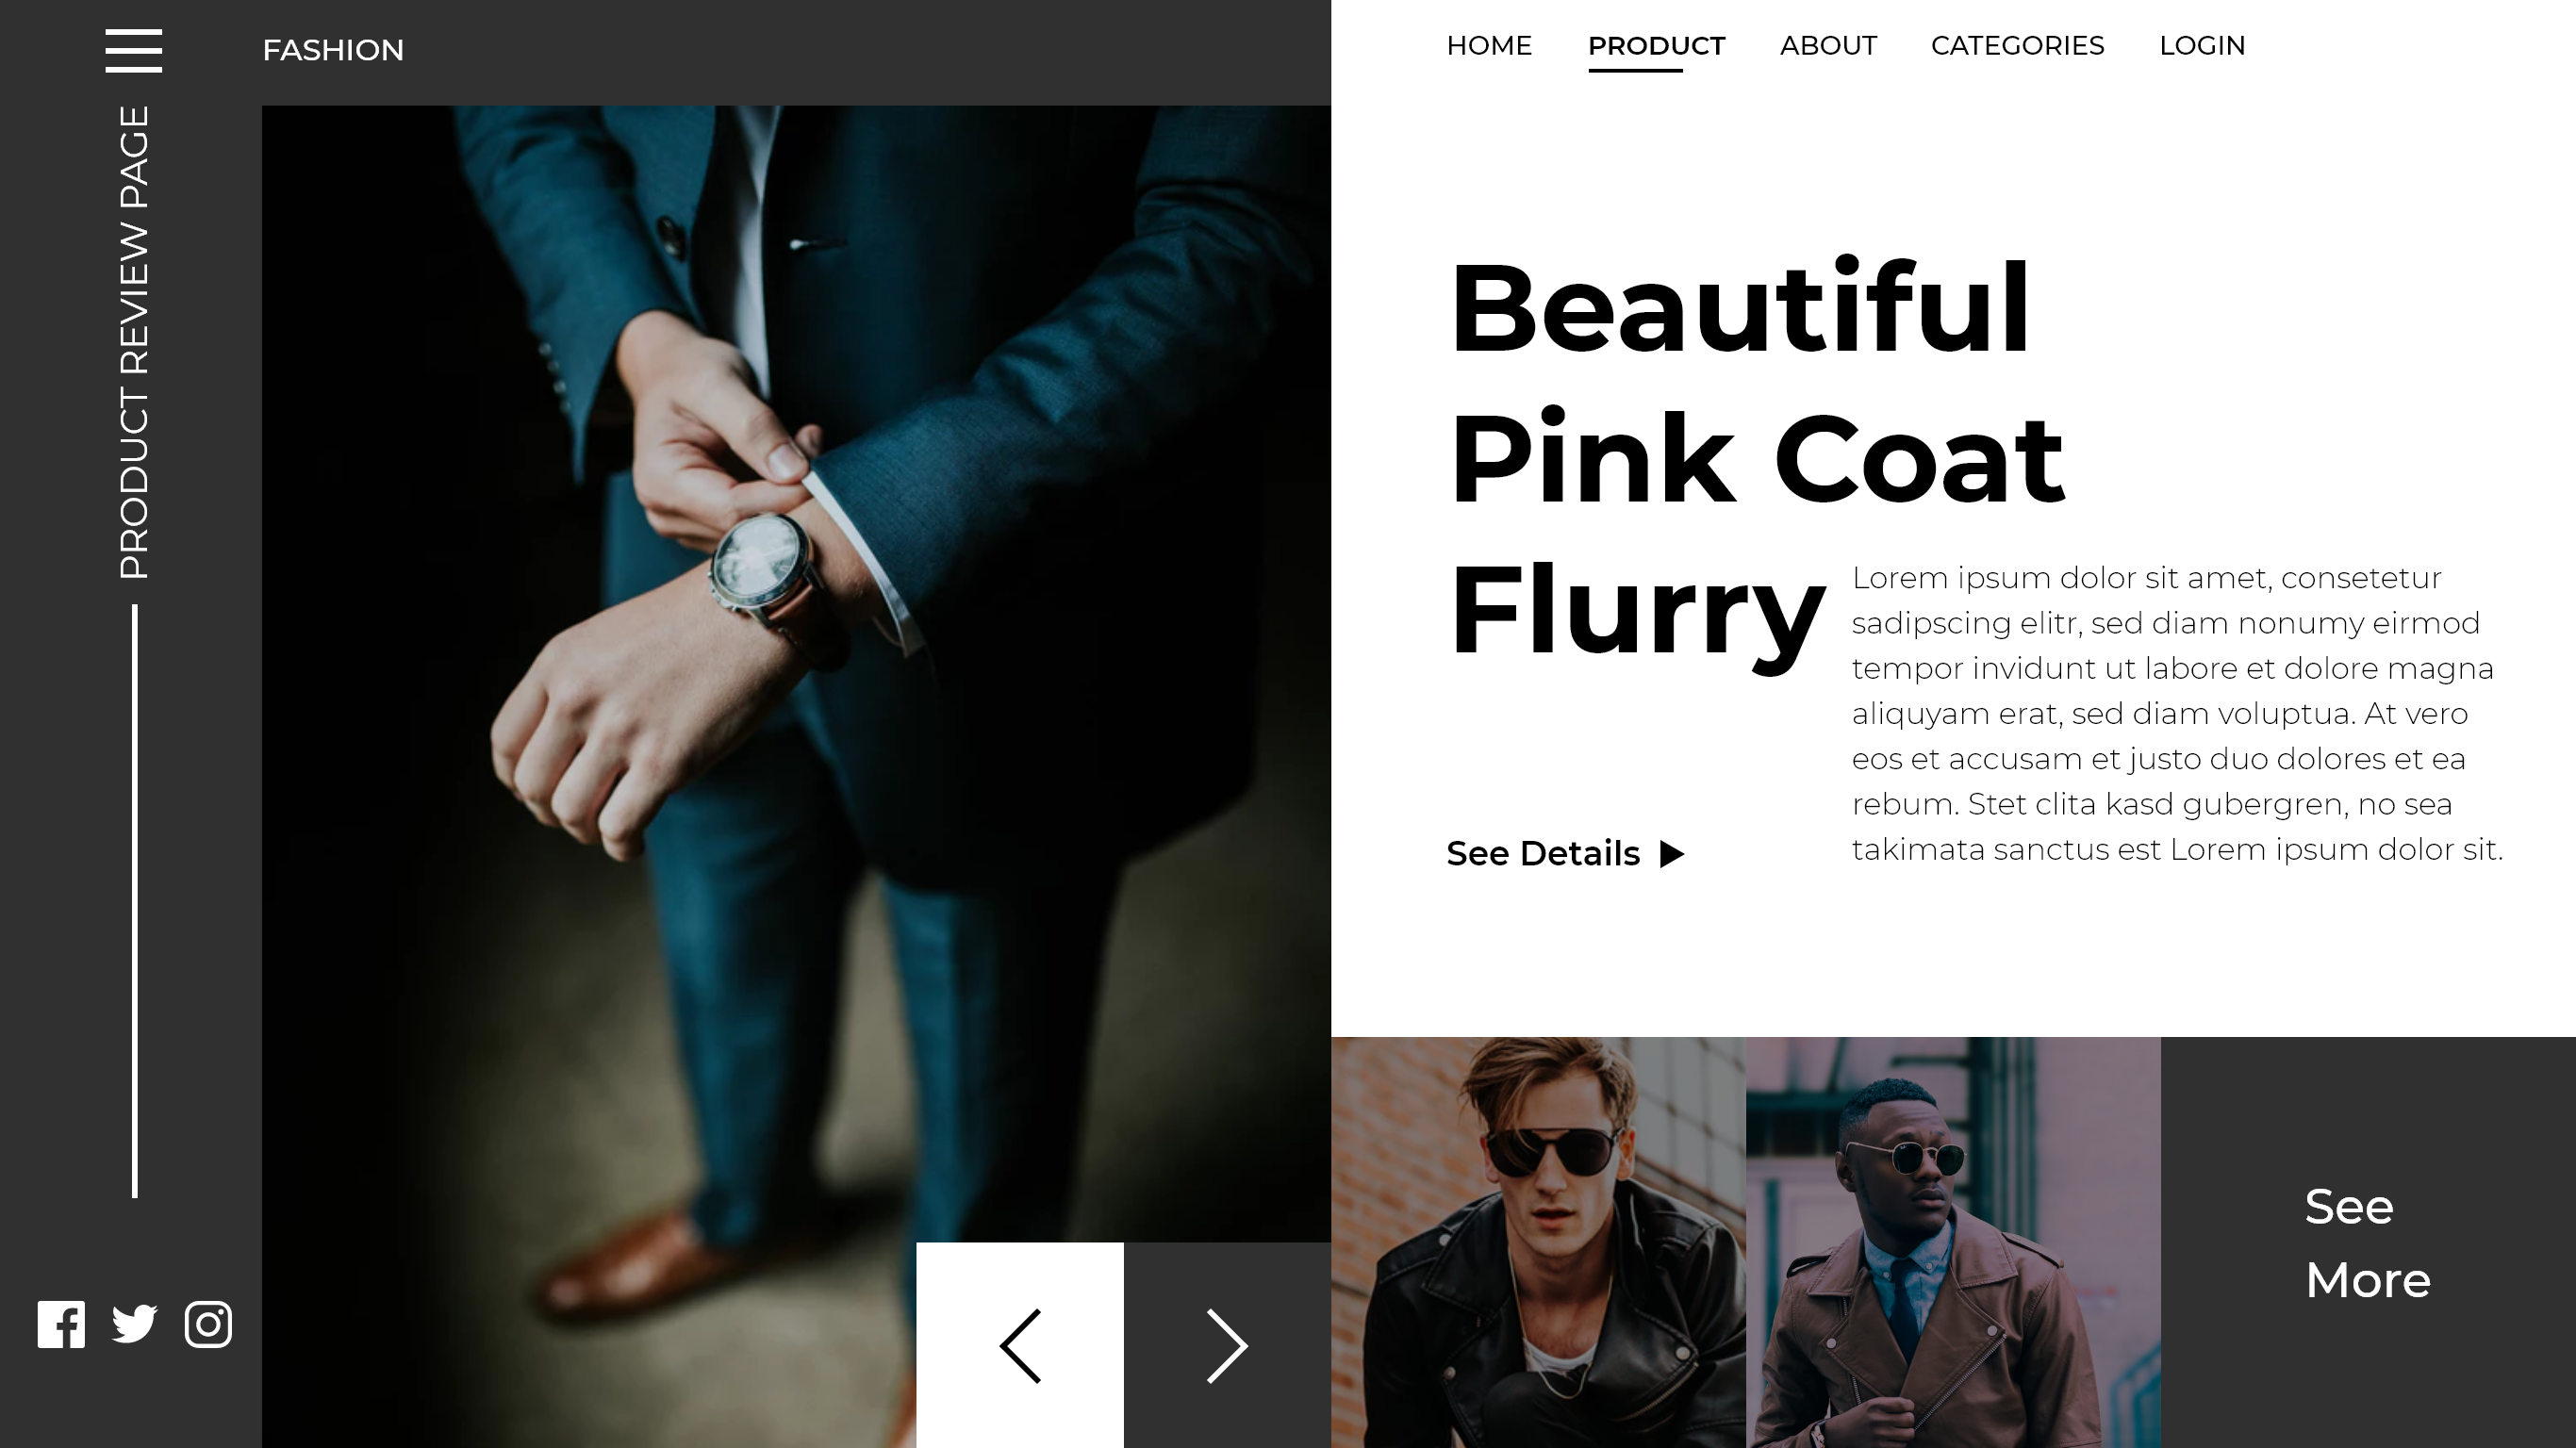 FASHION
PRODUCT REVIEW PAGE
HOME PRODUCT ABOUT CATEGORIES LOGIN
Beautiful
Pink Coat
Flurry
Lorem ipsum dolor sit amet, consetetur
sadipscing elitr, sed diam nonumy eirmod
tempor invidunt ut labore et dolore magna
aliquyam erat, sed diam voluptua. At vero
eos et accusam et justo duo dolores et ea
rebum. Stet clita kasd gubergren, no sea
takimata sanctus est Lorem ipsum dolor sit.
See Details
See
More